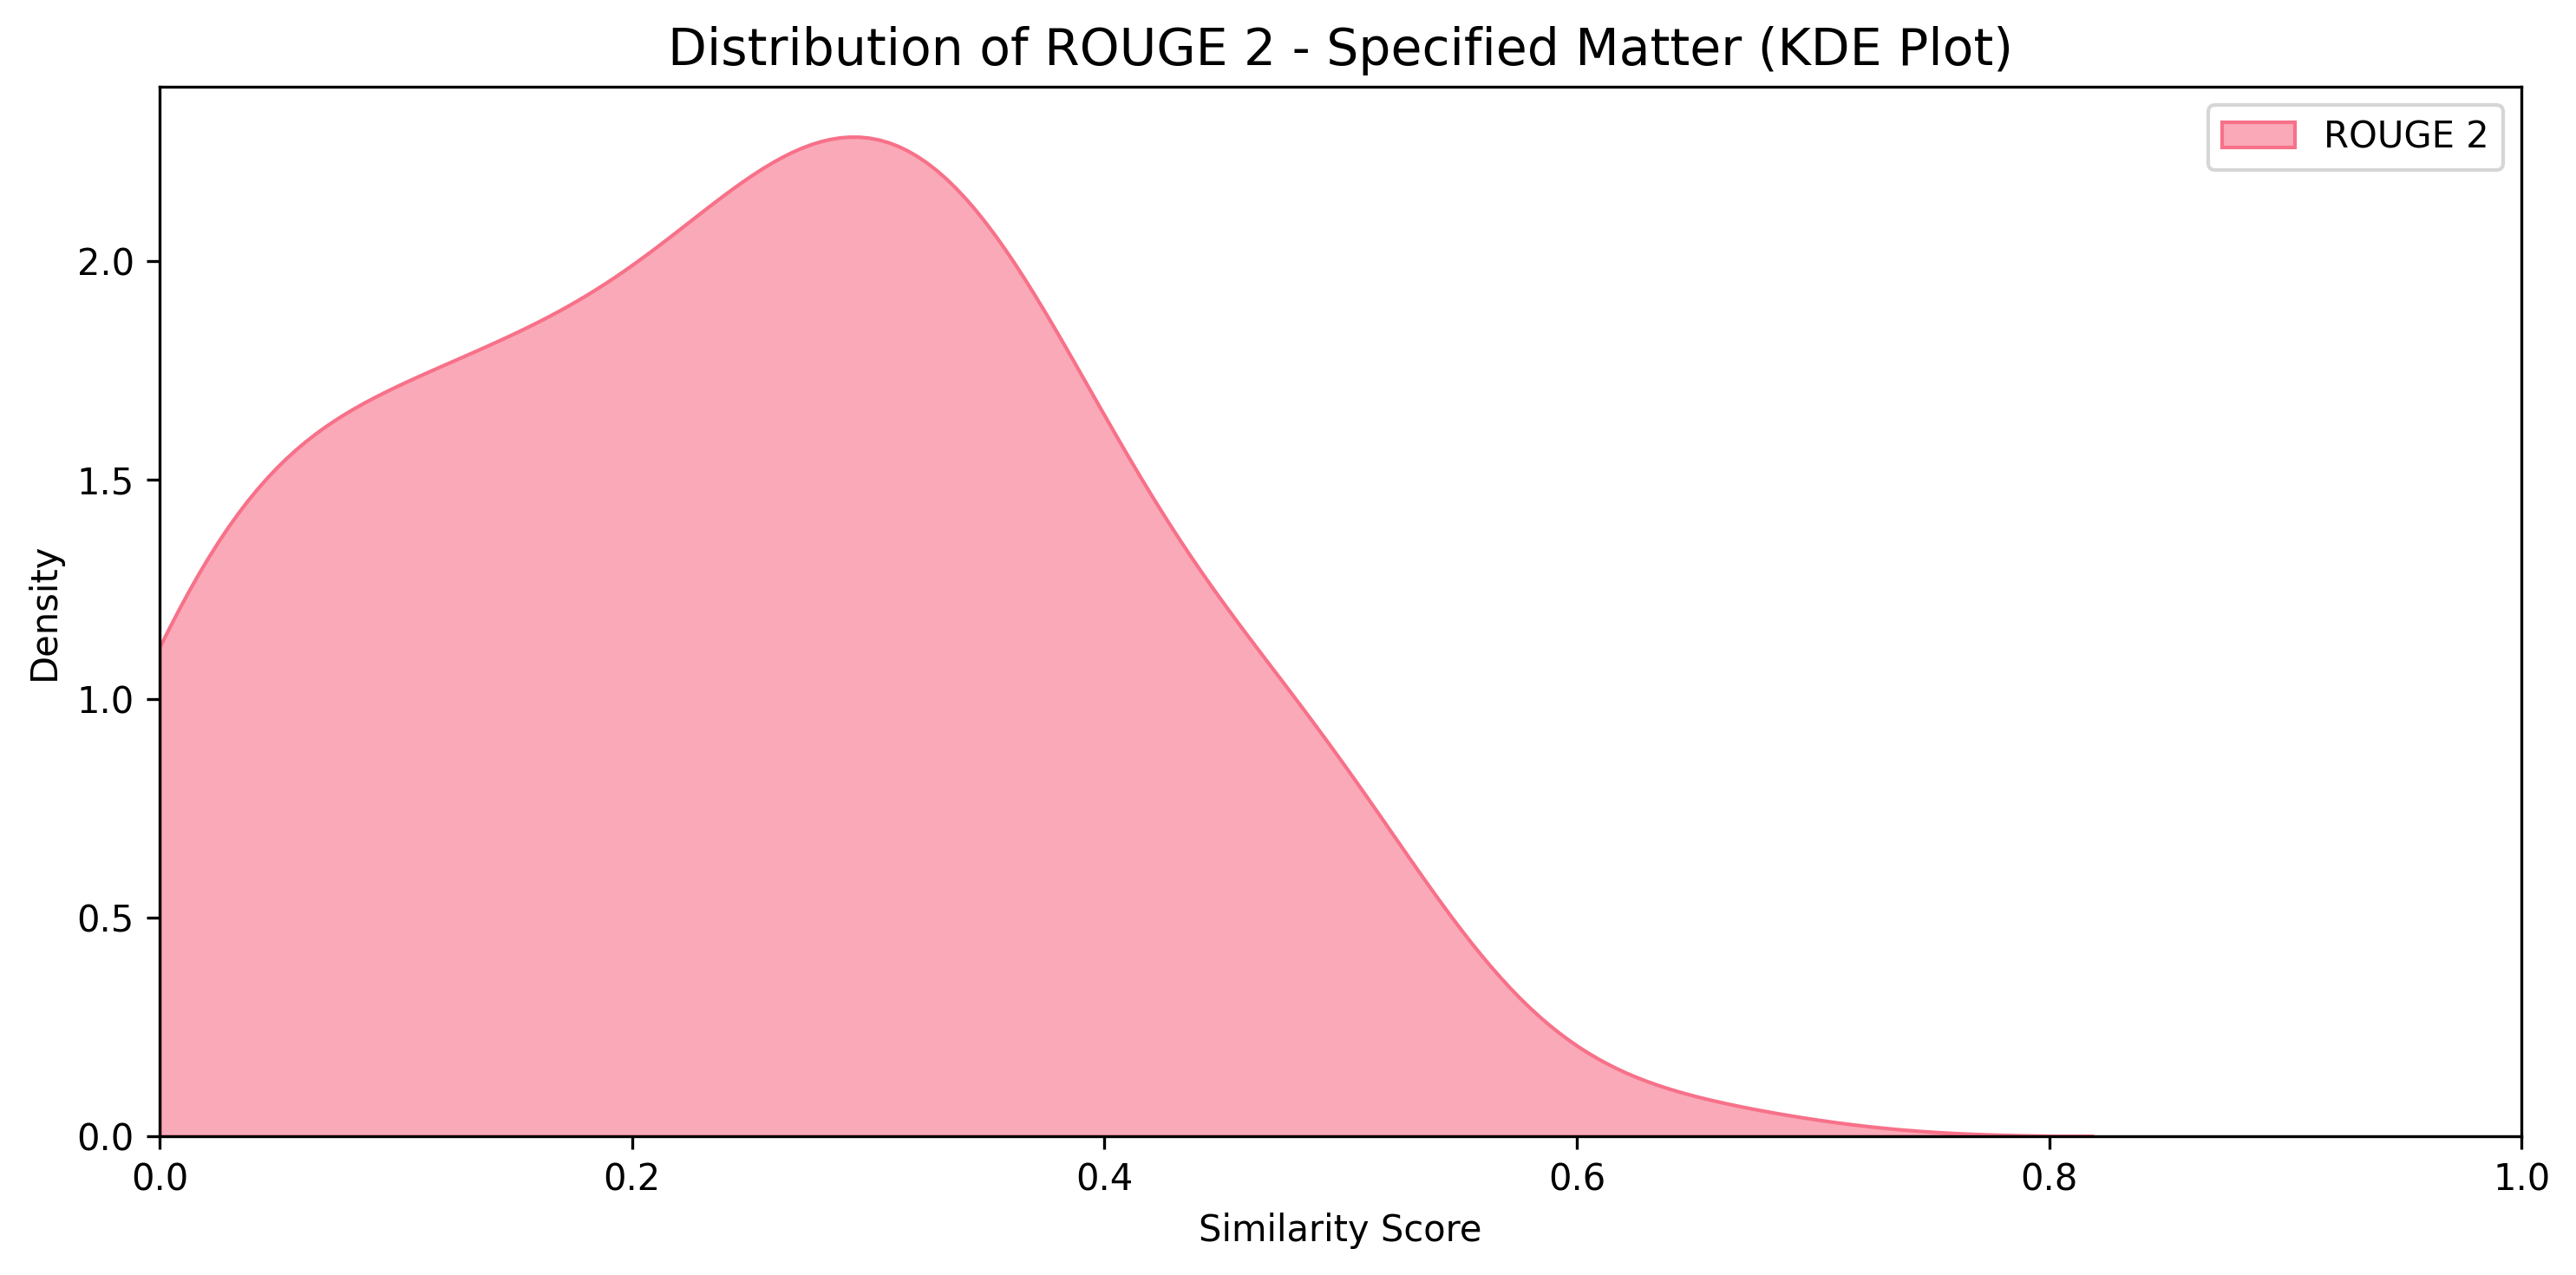 Distribution of ROUGE 2 - Specified Matter (KDE Plot)
ROUGE 2
Density
2.0
1.5
1.0
0.5
0.0
0.0 0.2 0.4 0.6 0.8 1.0
Similarity Score